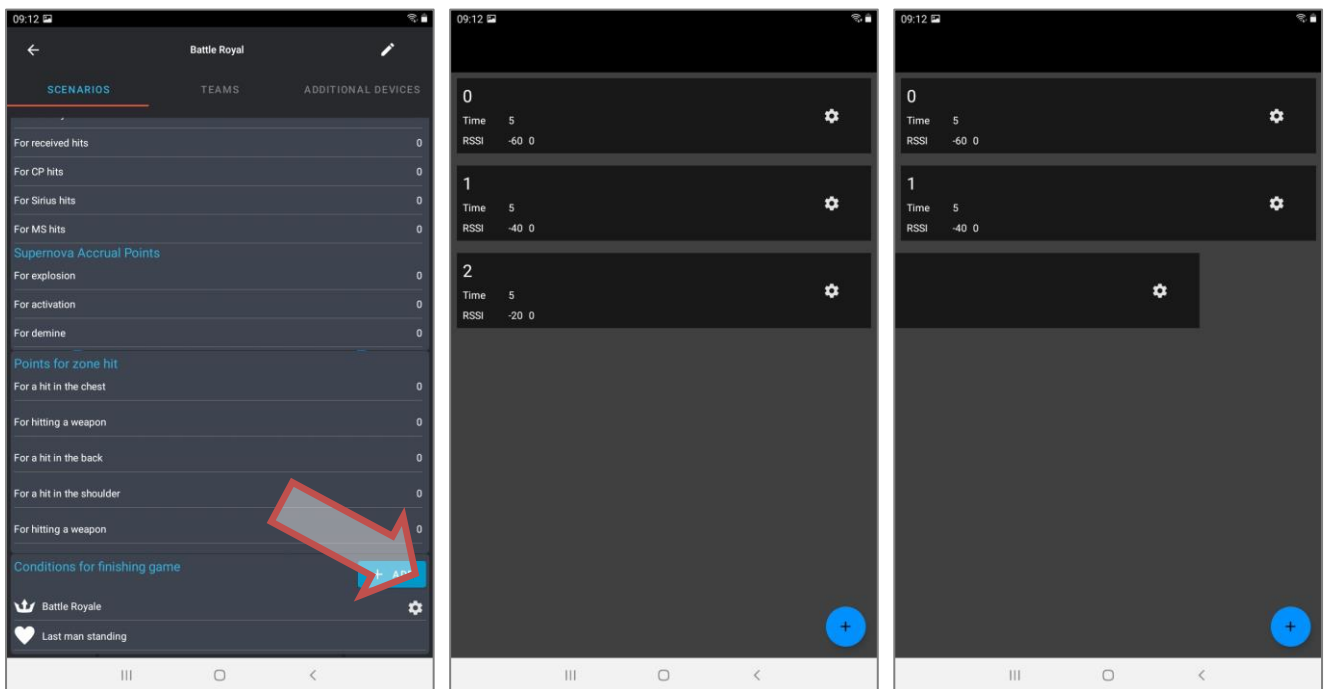 09:12
Battle Royal
SCENARIOS TEAMS ADDITIONAL DEVICES
For received hits 0
For CP hits 0
For Sirius hits 0
For MS hits 0
Supernova Accrual Points
For explosion 0
For activation 0
For demine 0
Points for zone hit
For a hit in the chest 0
For hitting a weapon 0
For a hit in the back 0
For a hit in the shoulder 0
For hitting a weapon 0
Conditions for finishing game
+
Battle Royale
Last man standing
09:12
0
Time 5
RSSI -60 0
1
Time 5
RSSI -40 0
2
Time 5
RSSI -20 0
+
09:12
0
Time 5
RSSI -60 0
1
Time 5
RSSI -40 0
+